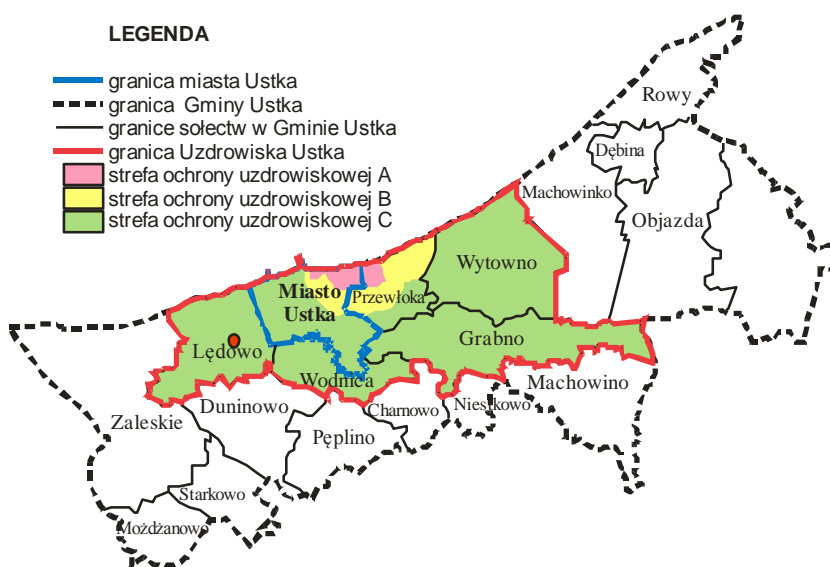 LEGENDA
granica miasta Ustka
granica Gminy Ustka
granice sołectw w Gminie Ustka
granica Uzdrowiska Ustka
strefa ochrony uzdrowiskowej A
strefa ochrony uzdrowiskowej B
strefa ochrony uzdrowiskowej C
Rowy
Dębina
Machowinko
Objazda
Wytowno
Miasto
Ustka
Przewłoka
Grabno
Lędowo
Wodnica
Machowino
Duninowo
Charnowo
Niestkowo
Zaleskie
Pęplino
Starkowo
Możdżanowo